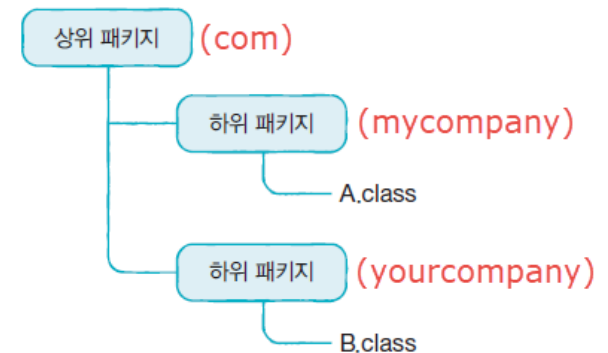 상위 패키지 (com)
하위 패키지 (mycompany)
A.class
하위 패키지 (yourcompany)
B.class